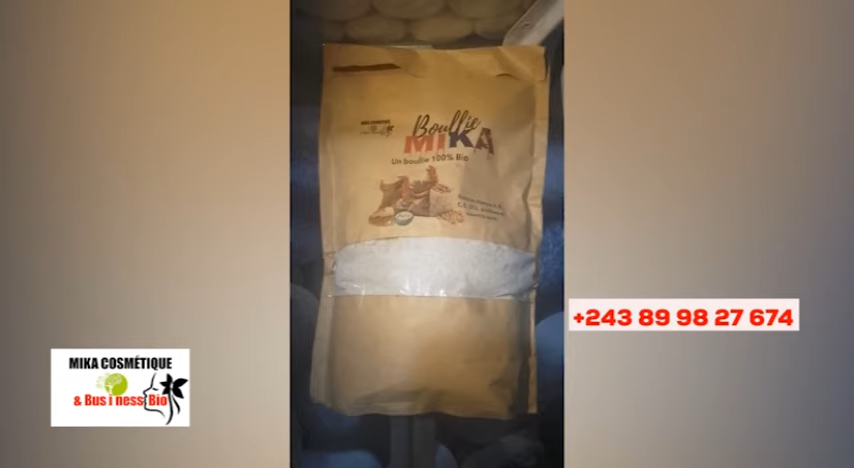 Bouillie
MIKA
Un bouillie 100% Bio
+243 89 98 27 674
MIKA COSMÉTIQUE
& Bus i ness Bio